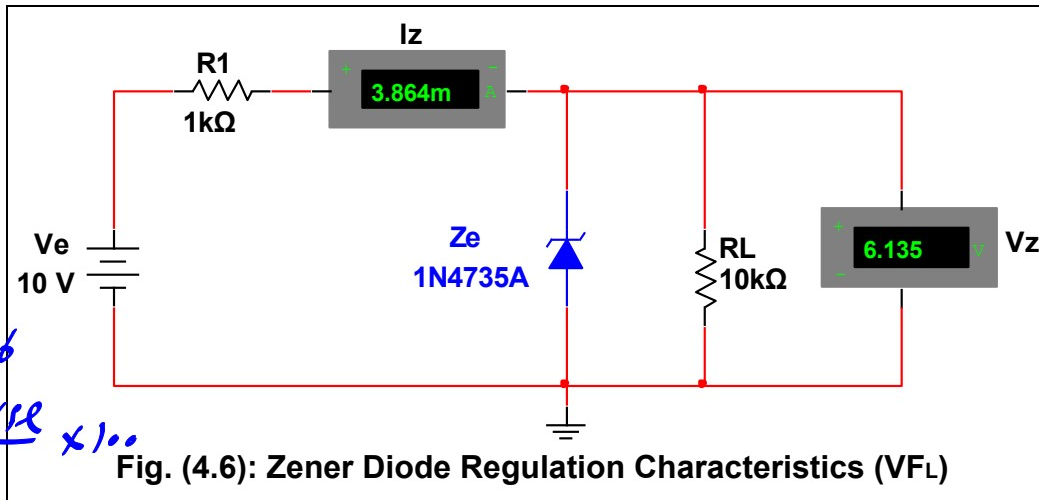 Iz
R1
+ 3.864m - A
1kΩ
Ve
10 V
Ze
1N4735A
RL
10kΩ
+ 6.135 - V
Vz
x100
Fig. (4.6): Zener Diode Regulation Characteristics (VFL)